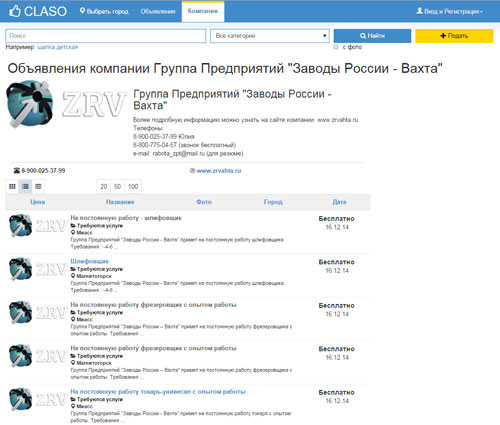 CLASO Выбрать город Объявления Компании Вход и Регистрация
Поиск Все категории Найти + Подать
Например: шапка детская с фото
Объявления компании Группа Предприятий "Заводы России - Вахта"
ZRV
Группа Предприятий "Заводы России -
Вахта"
Более подробную информацию можно узнать на сайте компании: www.zrvahta.ru
Телефоны:
8-900-025-37-99 Юлия
8-800-775-04-57 (звонок бесплатный)
e-mail: rabota_zpt@mail.ru (для резюме)
8-900-025-37-99 www.zrvahta.ru
20 50 100
Цена Название Фото Город Дата
ZRV
На постоянную работу - шлифовщик Бесплатно
Требуются услуги 16.12.14
Миасс
Группа Предприятий "Заводы России – Вахта" примет на постоянную работу шлифовщика.
Требования : -4-6 ...
ZRV
Шлифовщик Бесплатно
Требуются услуги 16.12.14
Магнитогорск
Группа Предприятий "Заводы России – Вахта" примет на постоянную работу шлифовщика.
Требования : -4-6 ...
ZRV
На постоянную работу фрезеровщик с опытом работы Бесплатно
Требуются услуги 16.12.14
Миасс
Группа Предприятий "Заводы России – Вахта" примет на постоянную работу фрезеровщика с
опытом работы. Требования ...
ZRV
На постоянную работу фрезеровщик с опытом работы Бесплатно
Требуются услуги 16.12.14
Магнитогорск
Группа Предприятий "Заводы России – Вахта" примет на постоянную работу фрезеровщика с
опытом работы. Требования ...
ZRV
На постоянную работу токарь-универсал с опытом работы Бесплатно
Требуются услуги 16.12.14
Миасс
Группа Предприятий "Заводы России – Вахта" примет на постоянную работу токаря с опытом
работы. Требования ...